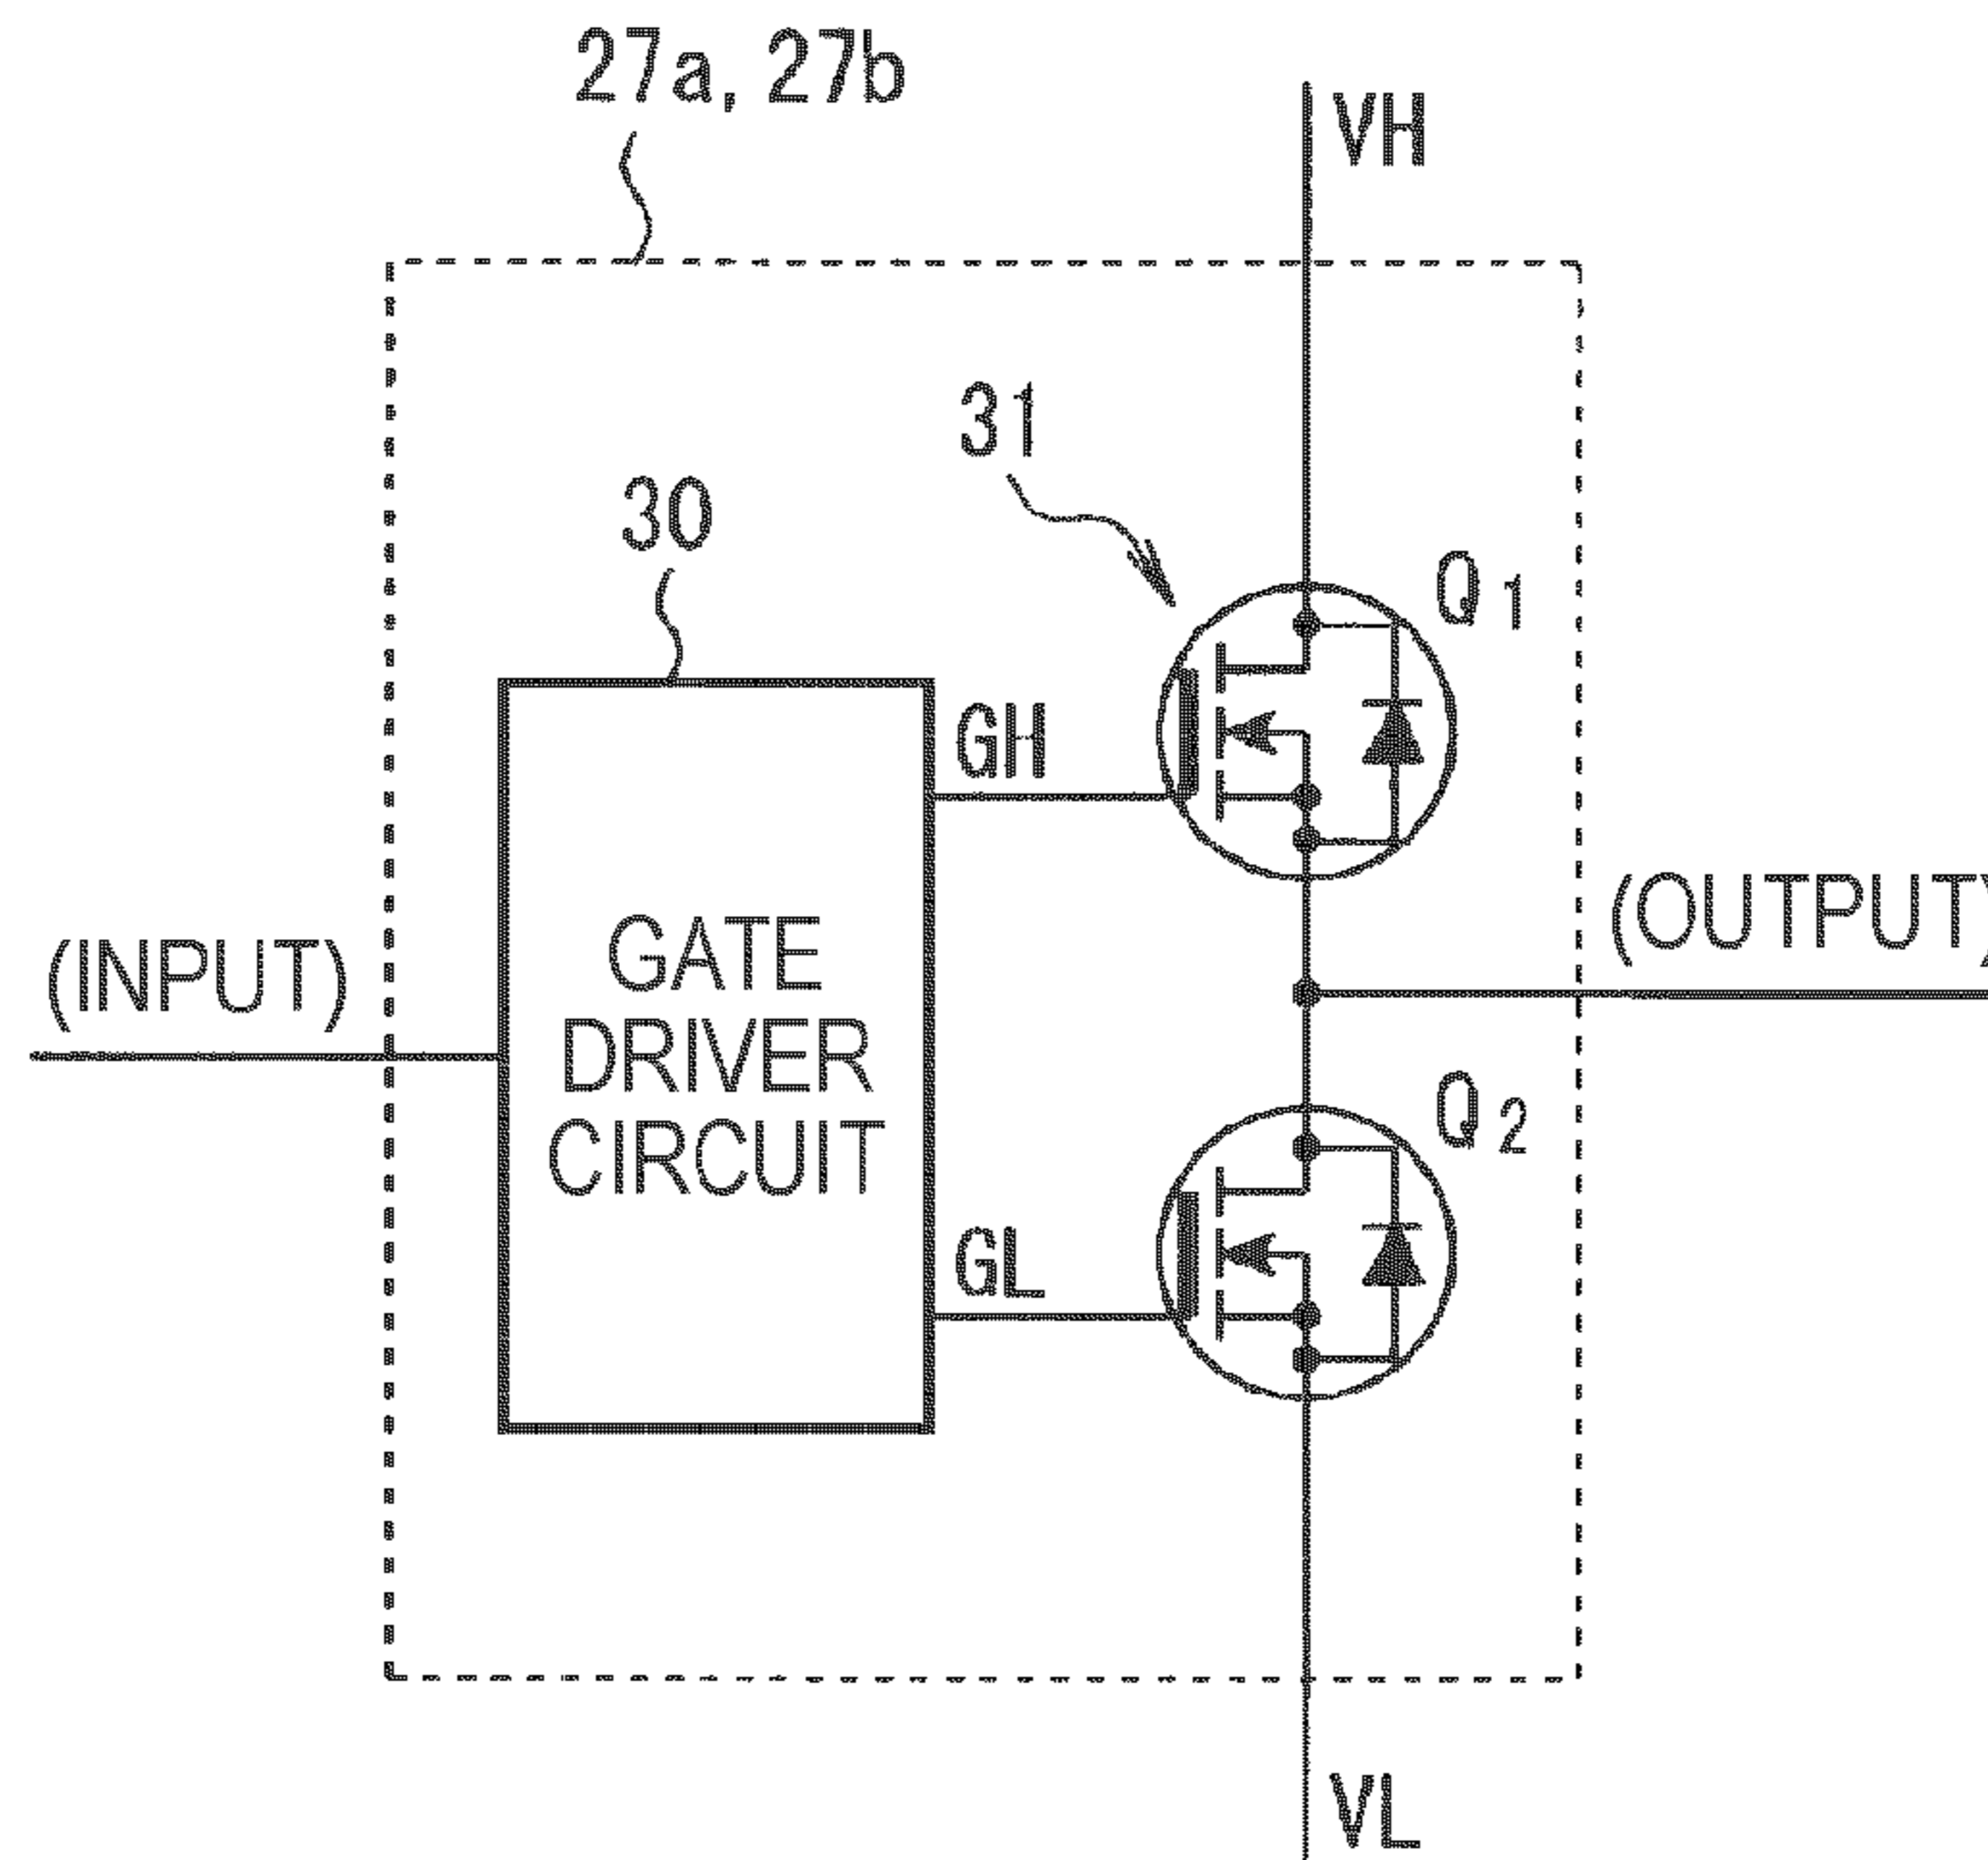 27a, 27b
VH
31
30
Q1
GH
(INPUT)
GATE
DRIVER
CIRCUIT
(OUTPUT)
Q2
GL
VL